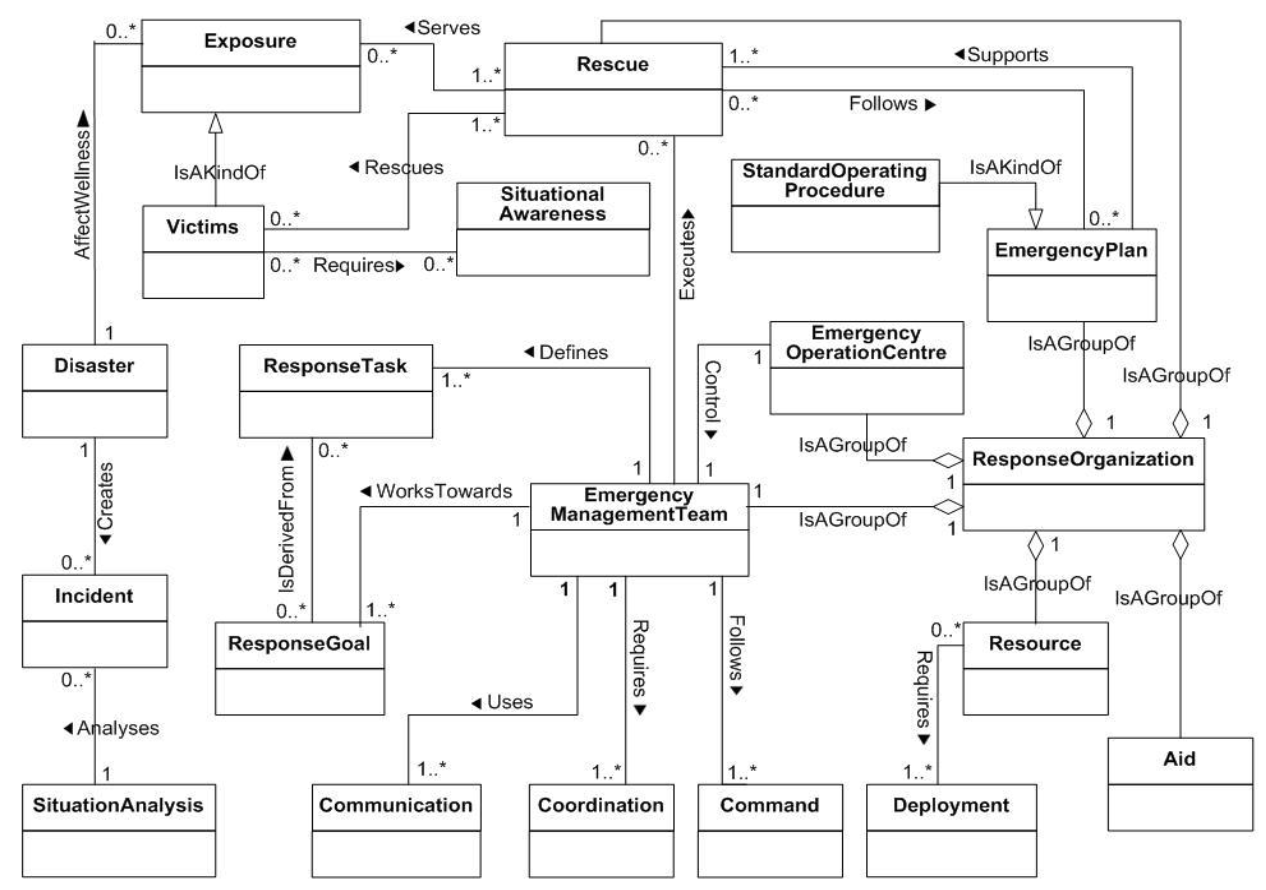 0..*
Exposure
◄Serves
0..*
1..*
Rescue
1..*
◄Supports
0..*
Follows ►
1..*
0..*
AffectWellness►
IsAKindOf
◄Rescues
StandardOperating
Procedure
IsAKindOf
Situational
Awareness
Victims
0..*
0..*
Requires►
0..*
Executes►
0..*
EmergencyPlan
1
Disaster
ResponseTask
◄Defines
1..*
Emergency
OperationCentre
1
Control ►
IsAGroupOf
IsAGroupOf
1
1
1
0..*
IsAGroupOf
ResponseOrganization
1
◄Creates
IsDerivedFrom ►
◄WorksTowards
1
1
1
Emergency
ManagementTeam
1
IsAGroupOf
1
1
0..*
Incident
0..*
1..*
1
1
1
1
IsAGroupOf
IsAGroupOf
ResponseGoal
Requires ►
Follows ►
0..*
Resource
Requires ►
0..*
◄Analyses
◄Uses
1
1..*
1..*
1..*
1..*
Aid
SituationAnalysis
Communication
Coordination
Command
Deployment